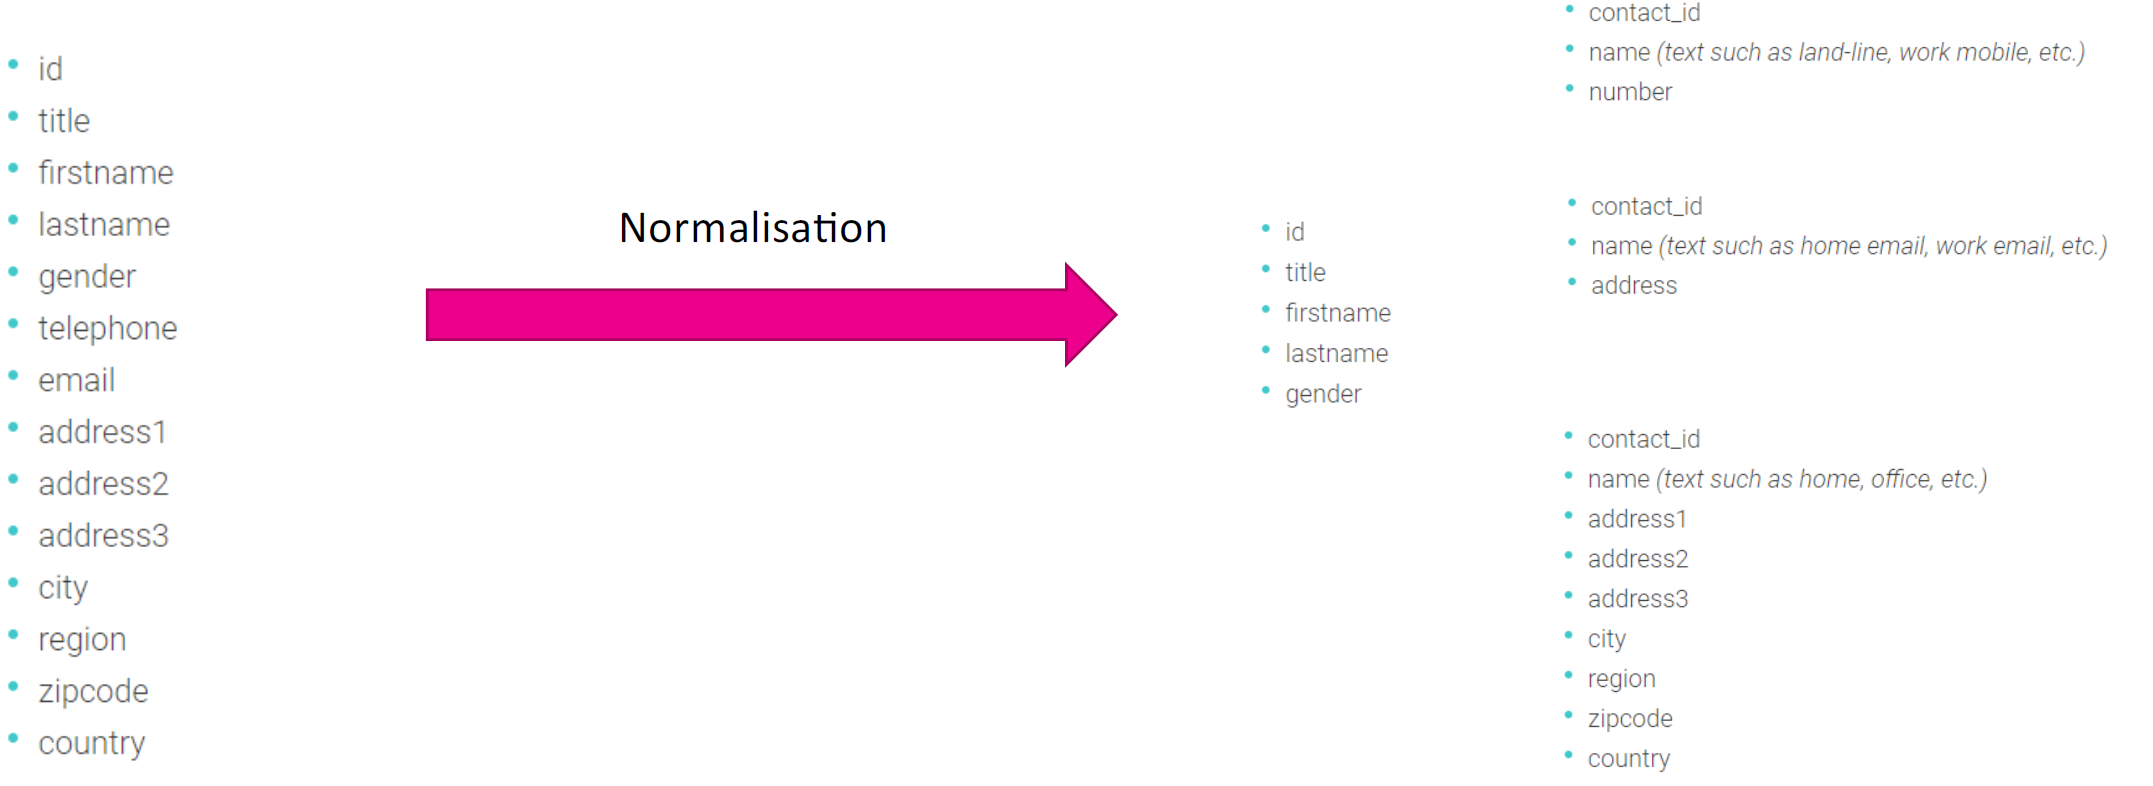 • id
• title
• firstname
• lastname
• gender
• telephone
• email
• address1
• address2
• address3
• city
• region
• zipcode
• country
Normalisation
• id
• title
• firstname
• lastname
• gender
• contact_id
• name (text such as land-line, work mobile, etc.)
• number
• contact_id
• name (text such as home email, work email, etc.)
• address
• contact_id
• name (text such as home, office, etc.)
• address1
• address2
• address3
• city
• region
• zipcode
• country